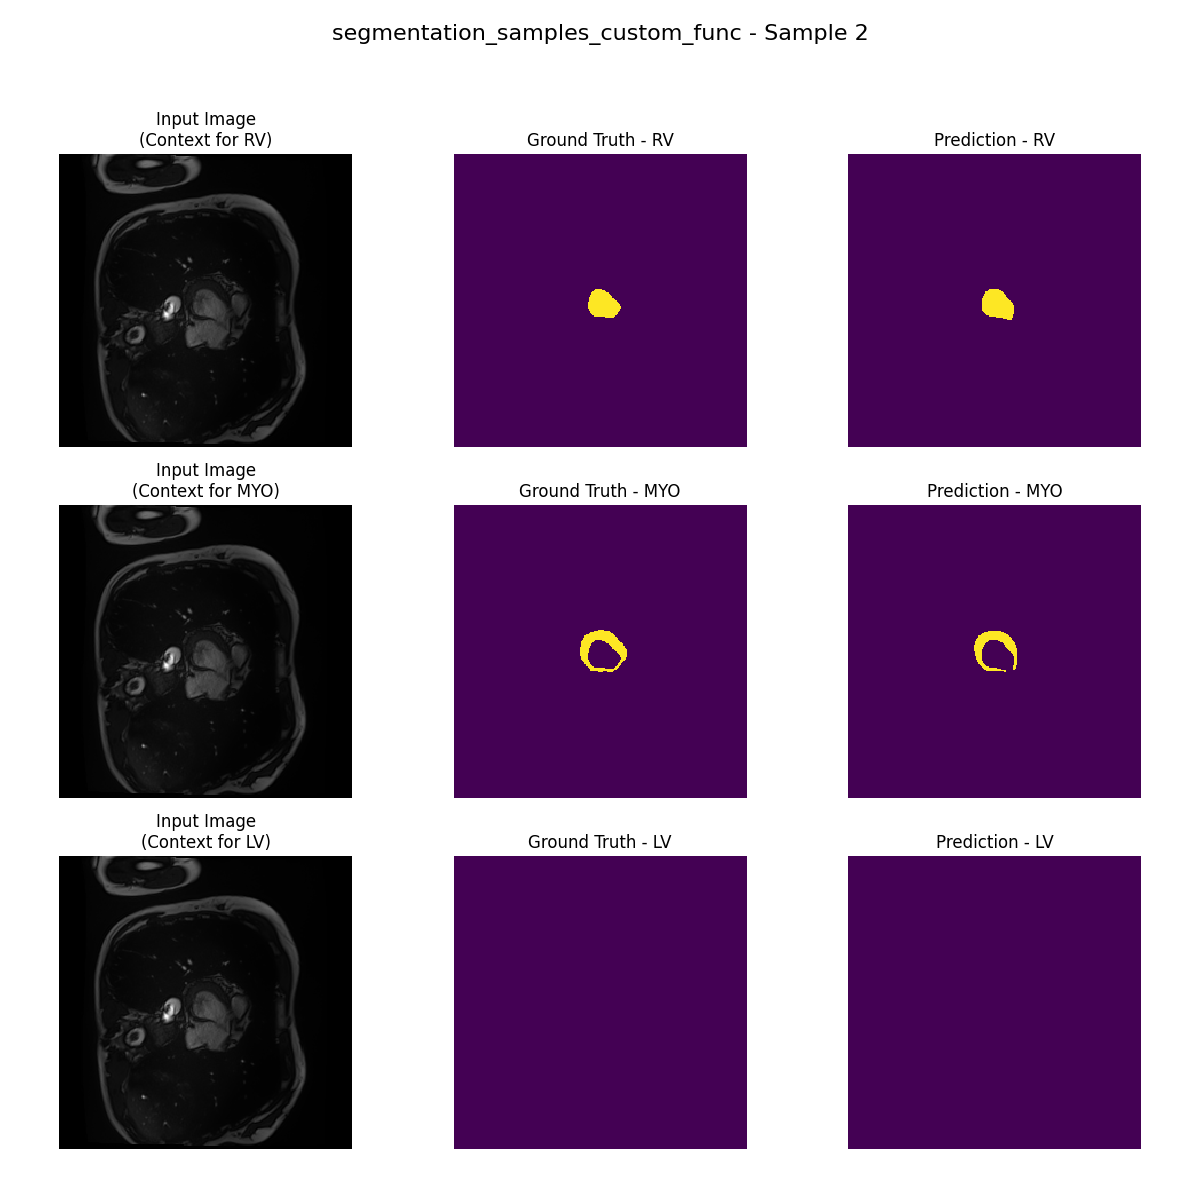 segmentation_samples_custom_func - Sample 2
Input Image
(Context for RV)
Ground Truth - RV
Prediction - RV
Input Image
(Context for MYO)
Ground Truth - MYO
Prediction - MYO
Input Image
(Context for LV)
Ground Truth - LV
Prediction - LV